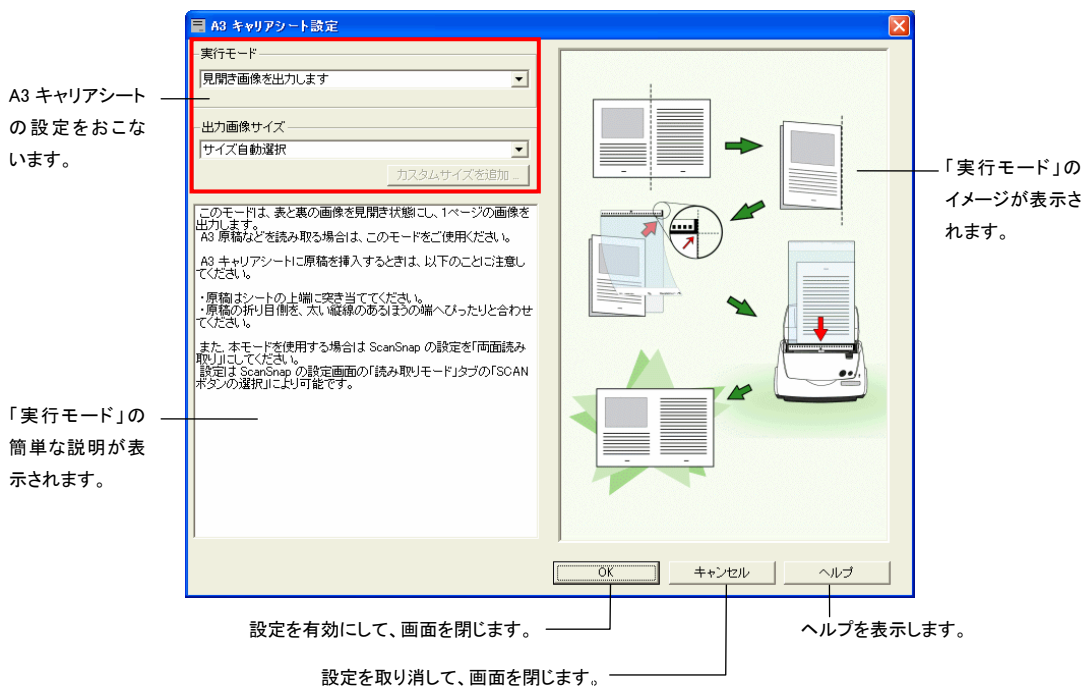 A3 キャリアシート設定
実行モード
見開き画像を出力します
出力画像サイズ
サイズ自動選択
カスタムサイズを追加...
このモードは、表と裏の画像を見開き状態にし、1ページの画像を
出力します。
A3 原稿などを読み取る場合は、このモードをご使用ください。
A3 キャリアシートに原稿を挿入するときは、以下のことに注意し
てください。
・原稿はシートの上端に突き当ててください。
・原稿の折り目側を、太い縦線のあるほうの端へぴったりと合わせ
てください。
また、本モードを使用する場合は ScanSnap の設定を「両面読み
取り」にしてください。
設定は ScanSnap の設定画面の「読み取りモード」タブの「SCAN
ボタンの選択」により可能です。
OK
キャンセル
ヘルプ
A3 キャリアシート
の設定をおこな
います。
「実行モード」の
簡単な説明が表
示されます。
「実行モード」の
イメージが表示さ
れます。
設定を有効にして、画面を閉じます。
ヘルプを表示します。
設定を取り消して、画面を閉じます。